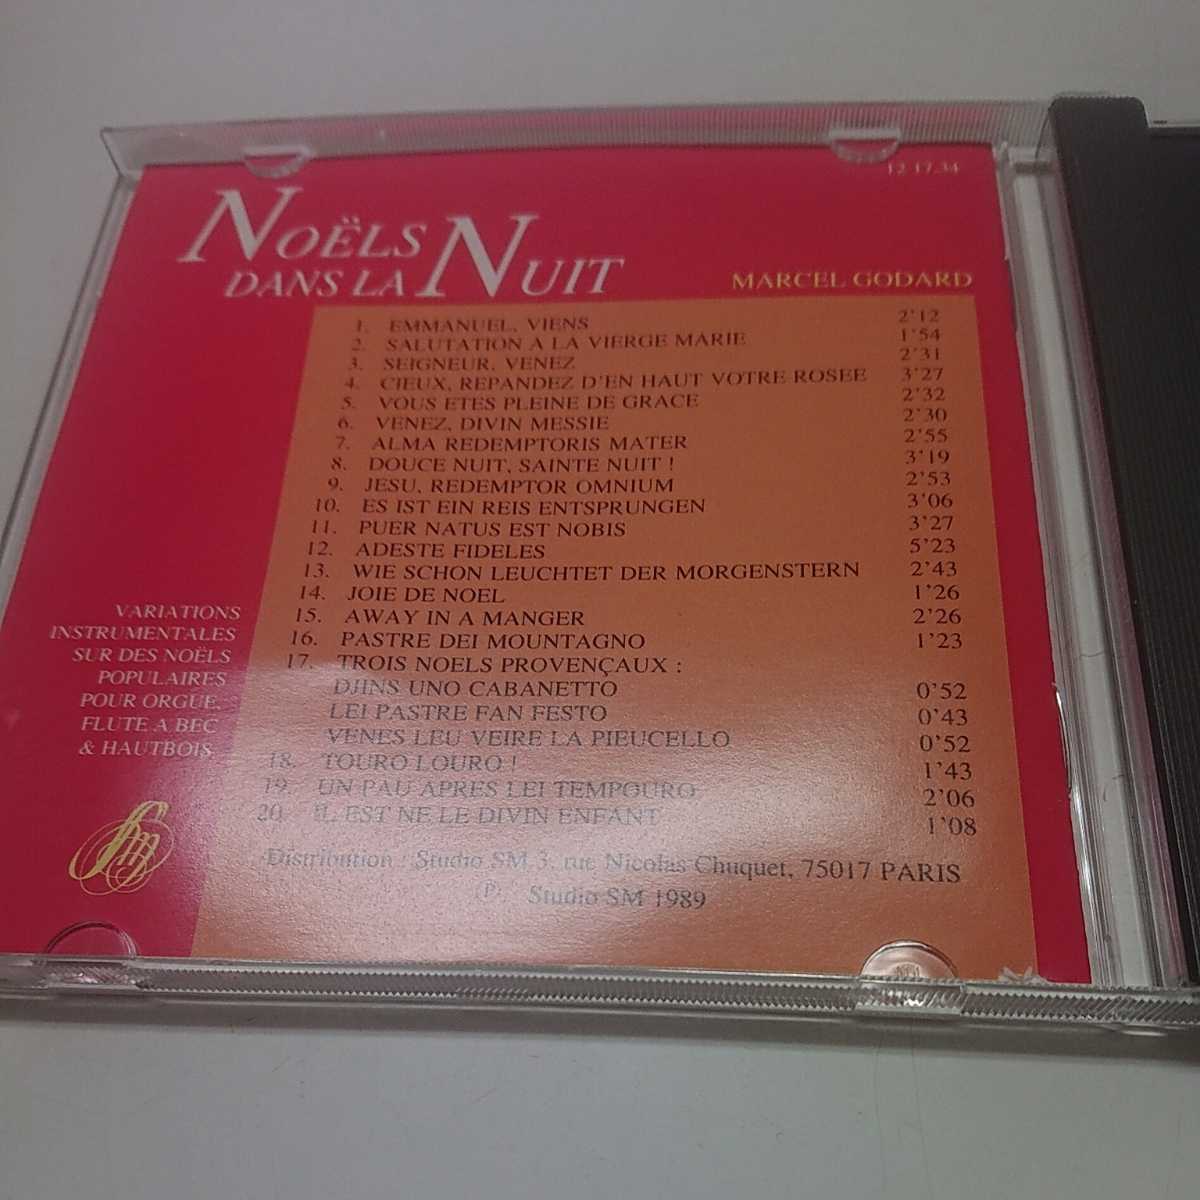 12 17.34
NOËLS
DANS LA NUIT
MARCEL GODARD
1. EMMANUEL, VIENS 2'12
2. SALUTATION A LA VIERGE MARIE 1'54
3. SEIGNEUR, VENEZ 2'31
4. CIEUX, REPANDEZ D'EN HAUT VOTRE ROSEE 3'27
5. VOUS ETES PLEINE DE GRACE 2'32
6. VENEZ, DIVIN MESSIE 2'30
7. ALMA REDEMPTORIS MATER 2'55
8. DOUCE NUIT, SAINTE NUIT ! 3'19
9. JESU, REDEMPTOR OMNIUM 2'53
10. ES IST EIN REIS ENTSPRUNGEN 3'06
11. PUER NATUS EST NOBIS 3'27
12. ADESTE FIDELES 5'23
13. WIE SCHON LEUCHTET DER MORGENSTERN 2'43
14. JOIE DE NOEL 1'26
15. AWAY IN A MANGER 2'26
16. PASTRE DEI MOUNTAGNO 1'23
17. TROIS NOELS PROVENÇAUX :
DJINS UNO CABANETTO 0'52
LEI PASTRE FAN FESTO 0'43
VENES LEU VEIRE LA PIEUCELLO 0'52
18. TOURO LOURO ! 1'43
19. UN PAU APRES LEI TEMPOURO 2'06
20. IL EST NE LE DIVIN ENFANT 1'08
VARIATIONS
INSTRUMENTALES
SUR DES NOËLS
POPULAIRES
POUR ORGUE,
FLUTE A BEC
& HAUTBOIS
sm
Distribution : Studio SM 3, rue Nicolas Chuquet, 75017 PARIS
℗ Studio SM 1989